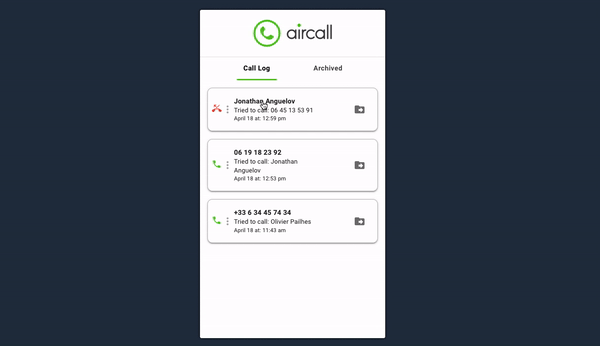 aircall
Call Log
Archived
Jonathan Anguelov
Tried to call: 06 45 13 53 91
April 18 at: 12:59 pm
06 19 18 23 92
Tried to call: Jonathan
Anguelov
April 18 at: 12:53 pm
+33 6 34 45 74 34
Tried to call: Olivier Pailhes
April 18 at: 11:43 am